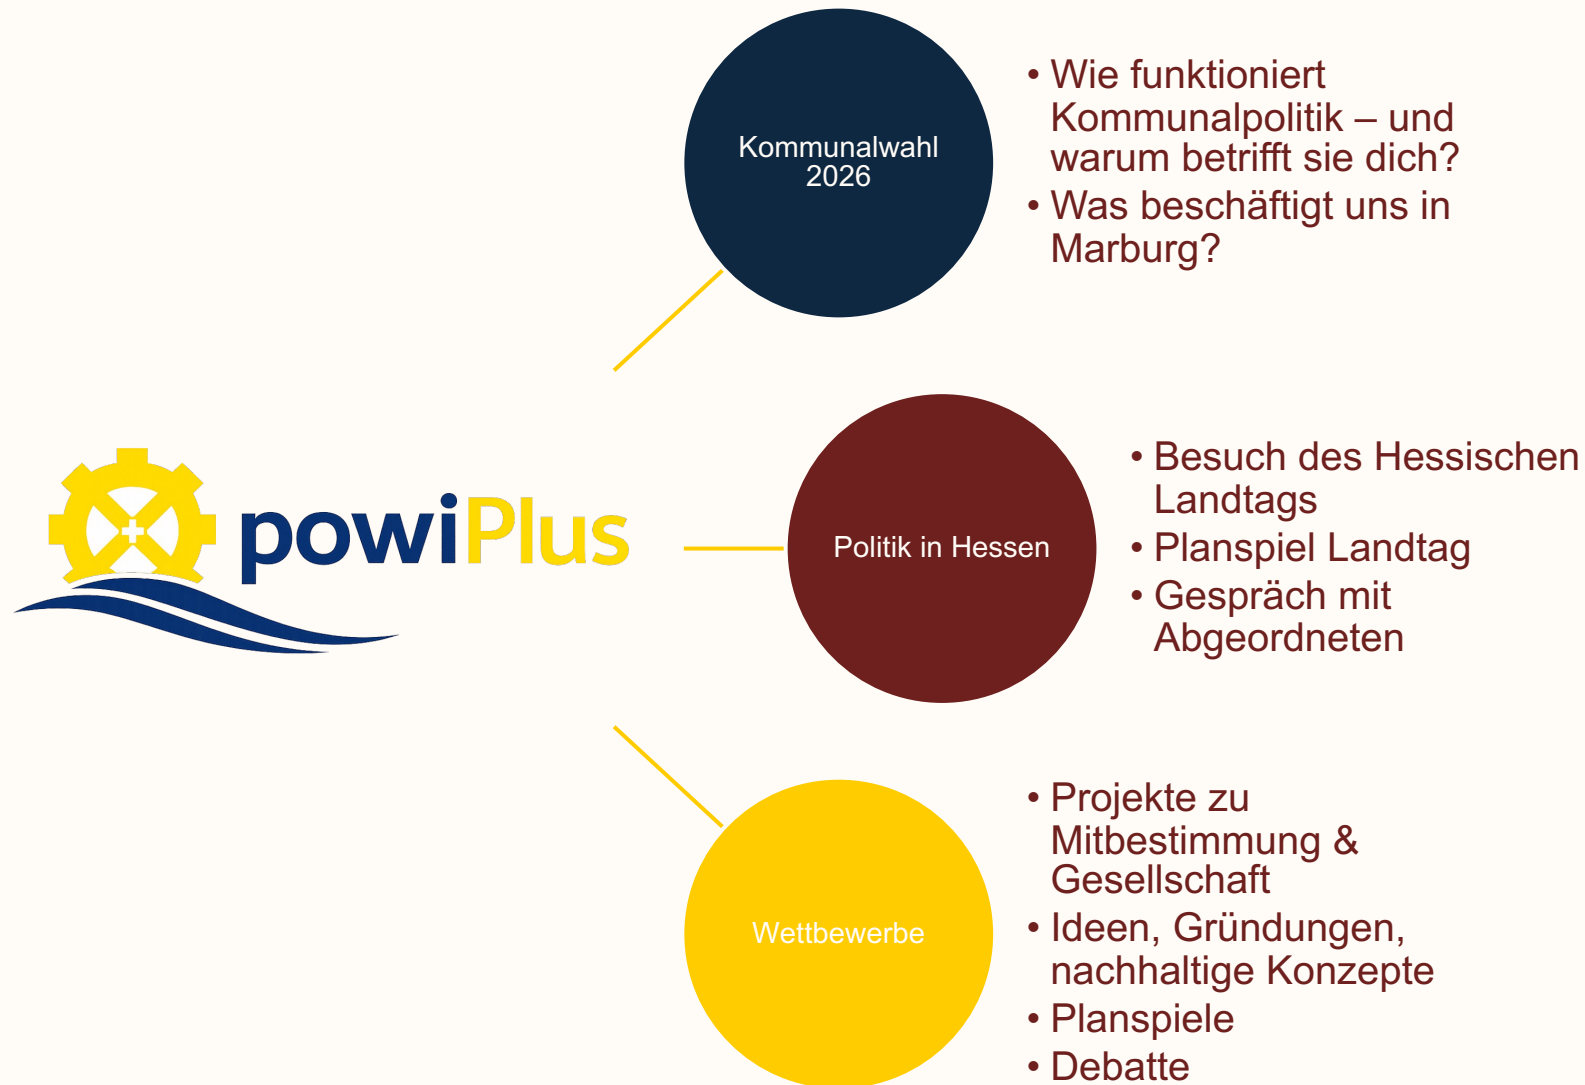 Kommunalwahl
2026
• Wie funktioniert
Kommunalpolitik – und
warum betrifft sie dich?
• Was beschäftigt uns in
Marburg?
powiPlus
Politik in Hessen
• Besuch des Hessischen
Landtags
• Planspiel Landtag
• Gespräch mit
Abgeordneten
Wettbewerbe
• Projekte zu
Mitbestimmung &
Gesellschaft
• Ideen, Gründungen,
nachhaltige Konzepte
• Planspiele
• Debatte